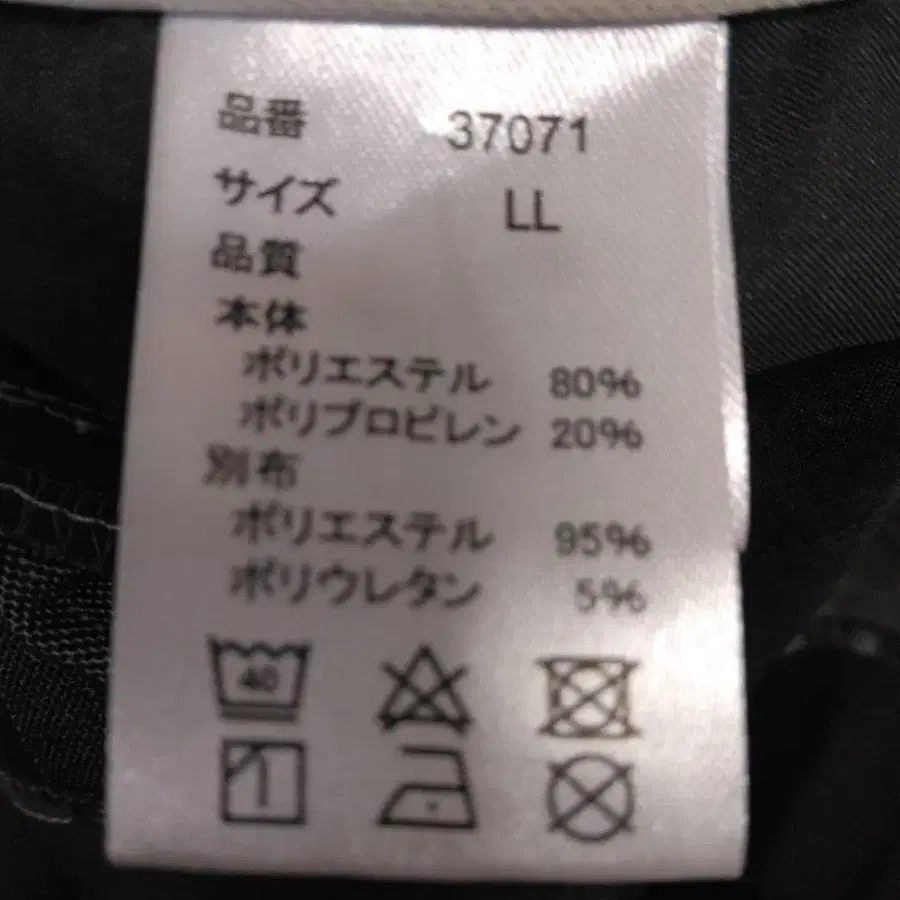 品番 37071
サイズ LL
品質
本体
ポリエステル 80%
ポリプロピレン 20%
別布
ポリエステル 95%
ポリウレタン 5%
40